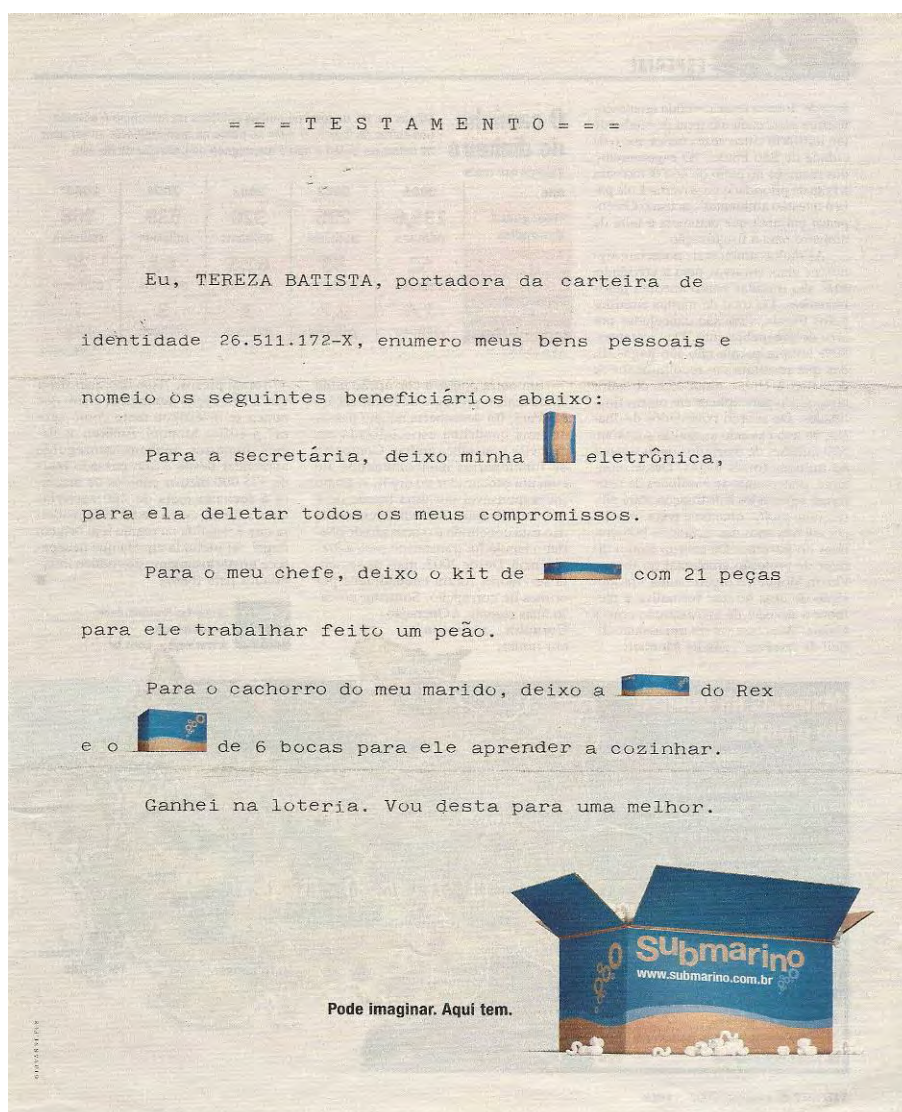 = = = T E S T A M E N T O = = =
Eu, TEREZA BATISTA, portadora da carteira de
identidade 26.511.172-X, enumero meus bens pessoais e
nomeio os seguintes beneficiários abaixo:
Para a secretária, deixo minha eletrônica,
para ela deletar todos os meus compromissos.
Para o meu chefe, deixo o kit de com 21 peças
para ele trabalhar feito um peão.
Para o cachorro do meu marido, deixo a do Rex
e o de 6 bocas para ele aprender a cozinhar.
Ganhei na loteria. Vou desta para uma melhor.
Submarino
www.submarino.com.br
Pode imaginar. Aqui tem.